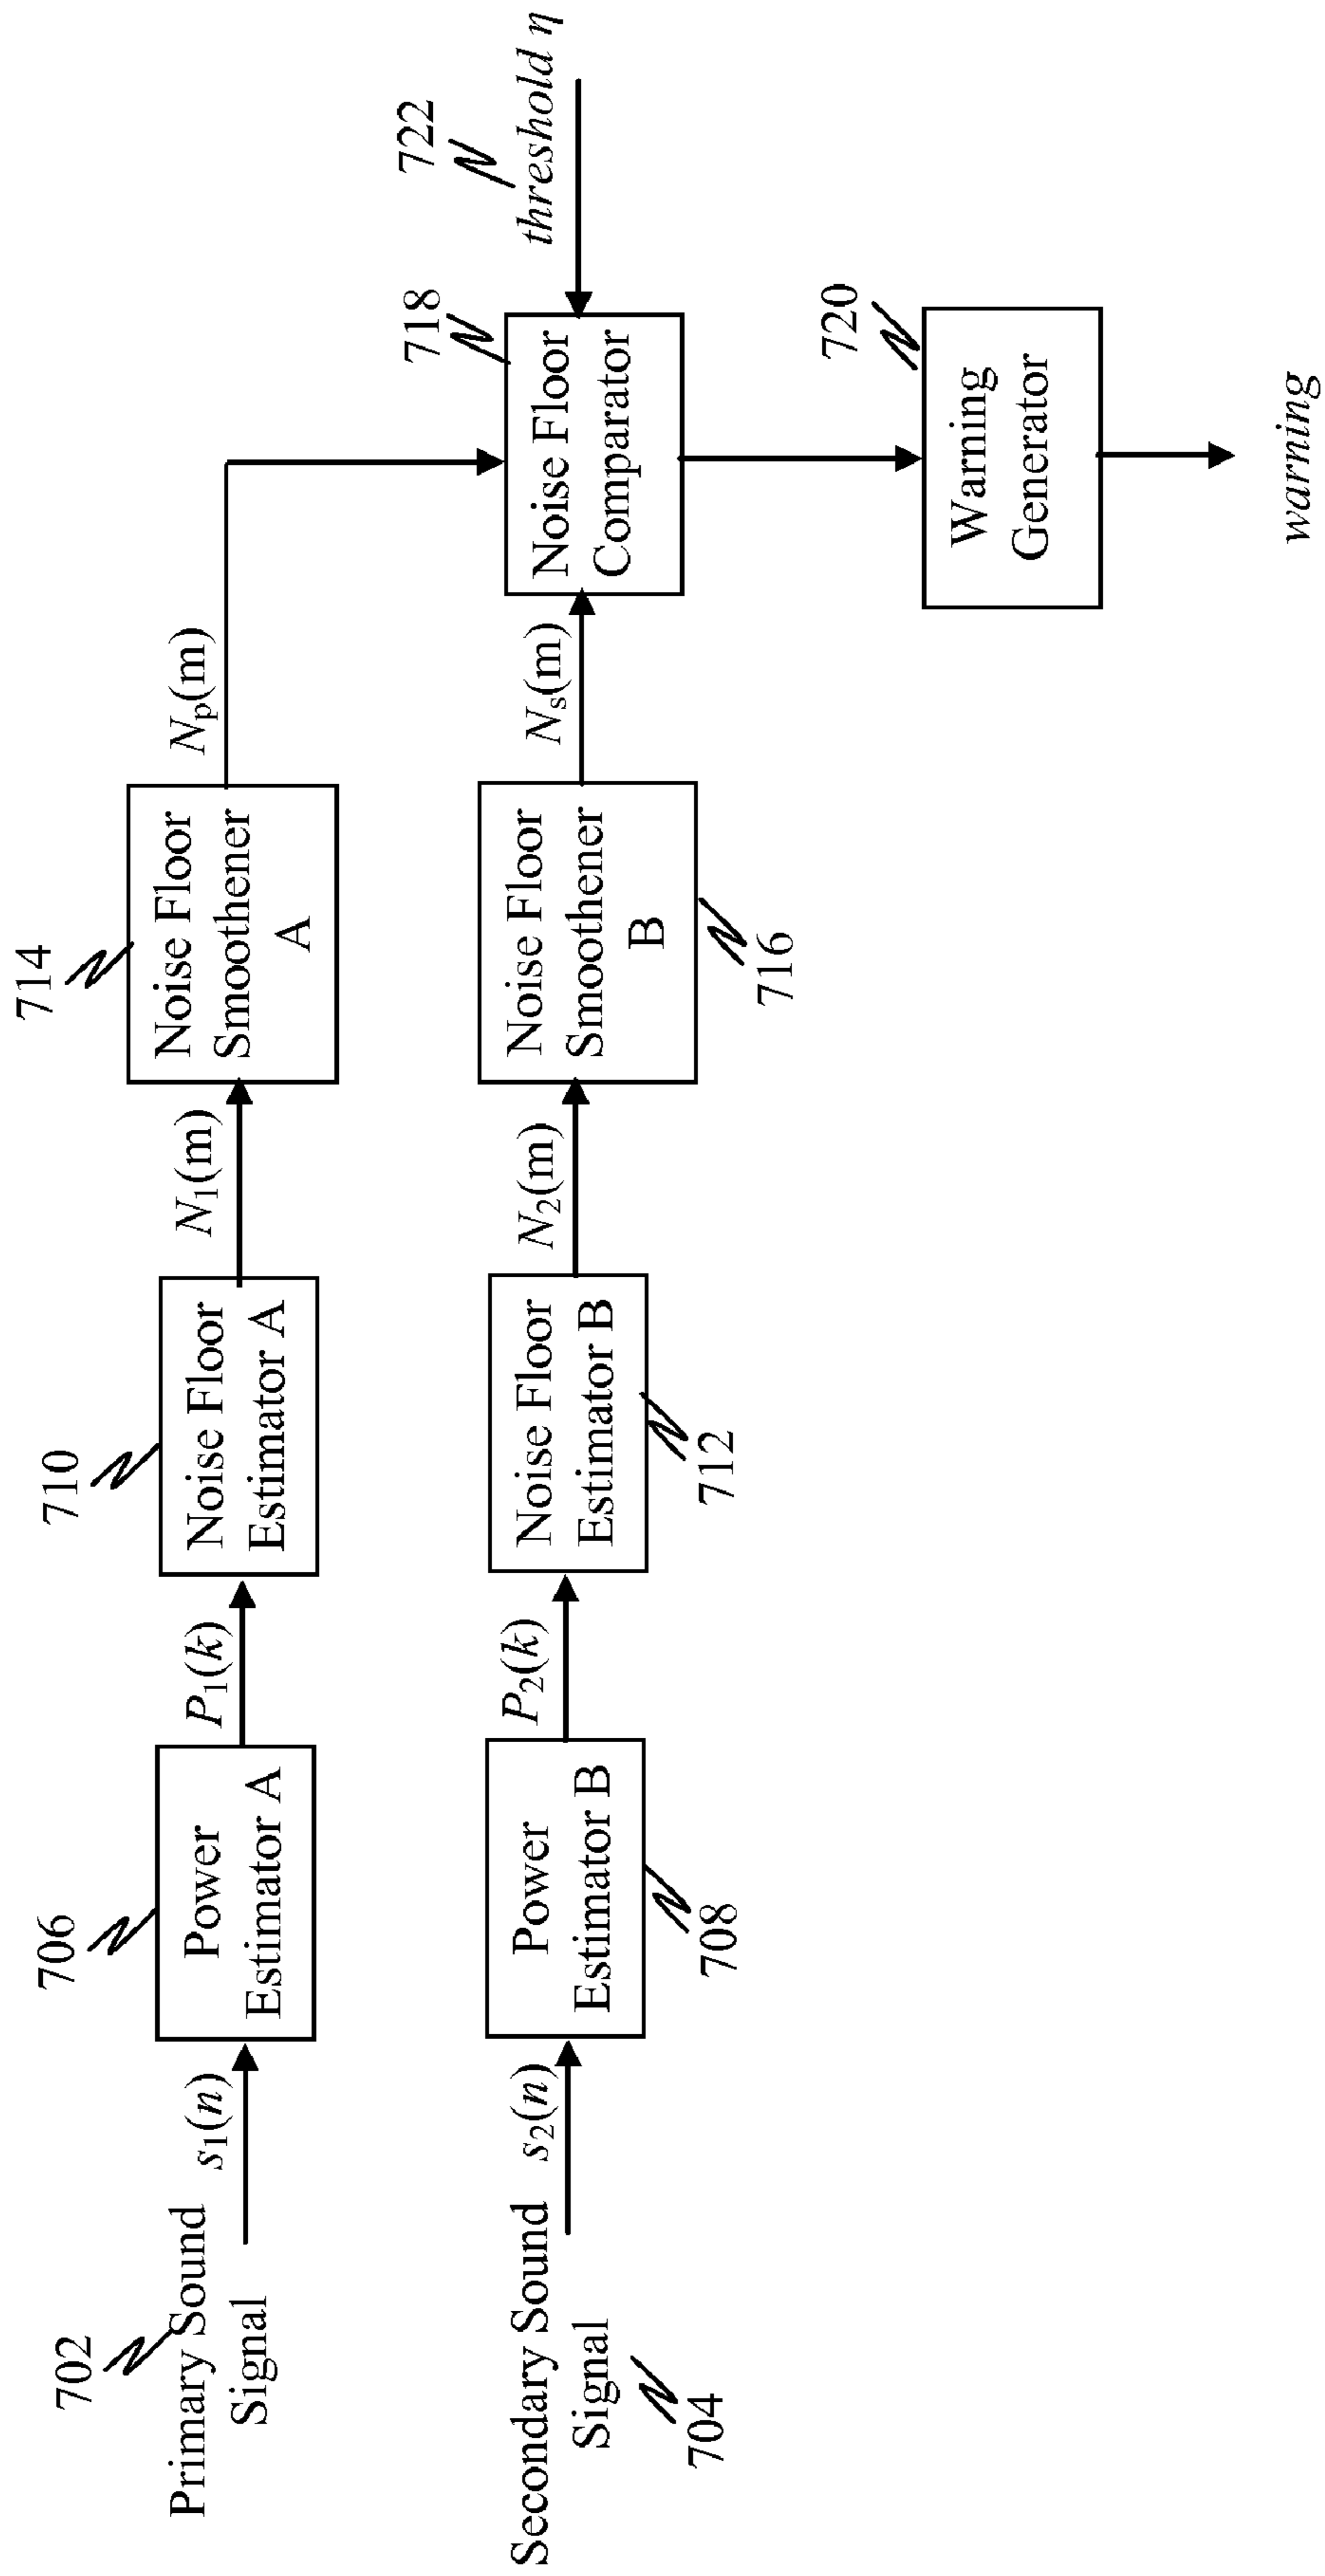 702
Primary Sound
Signal
s1(n)
706
Power
Estimator A
P1(k)
710
Noise Floor
Estimator A
N1(m)
714
Noise Floor
Smoothener
A
Np(m)
Secondary Sound
Signal
704
s2(n)
Power
Estimator B
708
P2(k)
Noise Floor
Estimator B
712
N2(m)
Noise Floor
Smoothener
B
716
Ns(m)
718
Noise Floor
Comparator
722
threshold η
720
Warning
Generator
warning